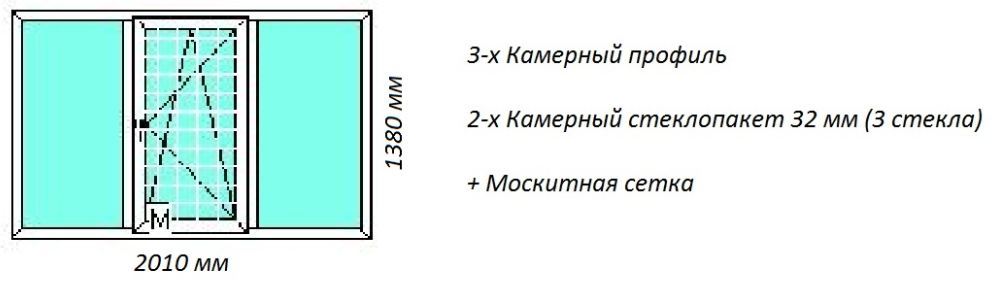 3-х Камерный профиль
2-х Камерный стеклопакет 32 мм (3 стекла)
+ Москитная сетка
1380 мм
М
2010 мм